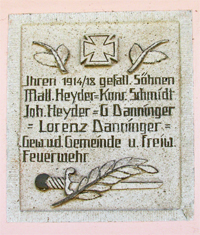 Ihren 1914/18 gefall. Söhnen
Matt. Heyder=Konr. Schmidt
Joh. Heyder = G. Danninger
= Lorenz Danninger =
Gew. u. d. Gemeinde u. Freiw.
Feuerwehr